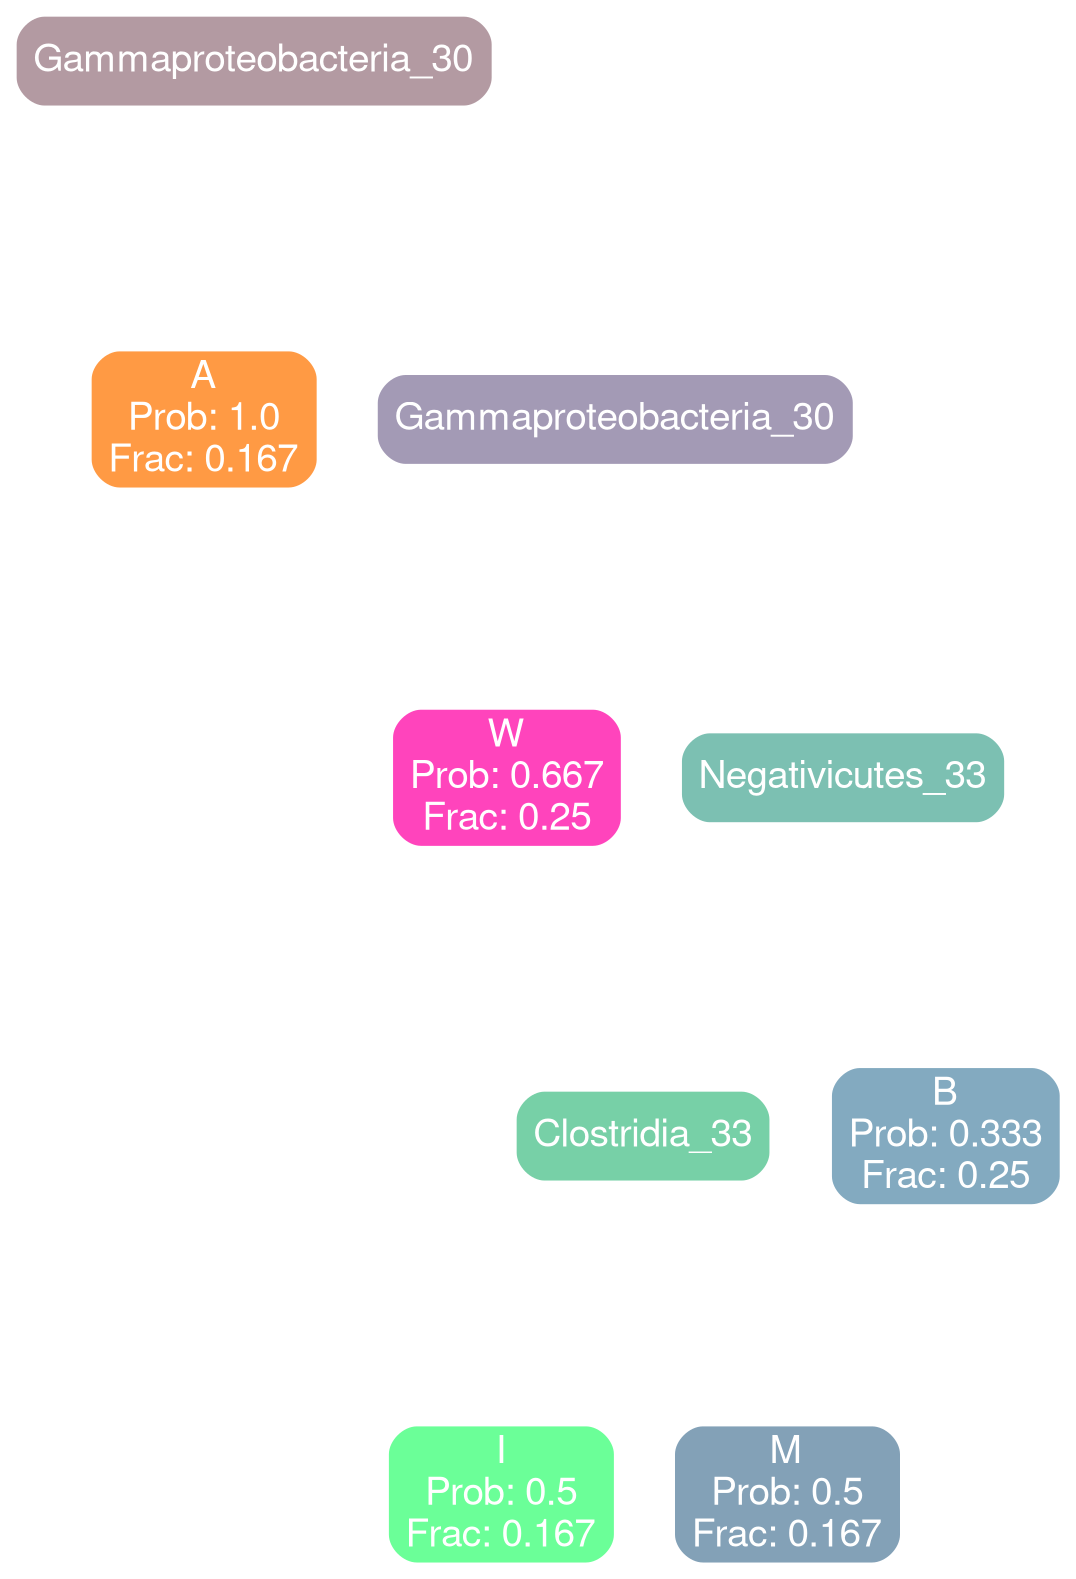 Gammaproteobacteria_30
A
Prob: 1.0
Frac: 0.167
Gammaproteobacteria_30
W
Prob: 0.667
Frac: 0.25
Negativicutes_33
Clostridia_33
B
Prob: 0.333
Frac: 0.25
I
Prob: 0.5
Frac: 0.167
M
Prob: 0.5
Frac: 0.167